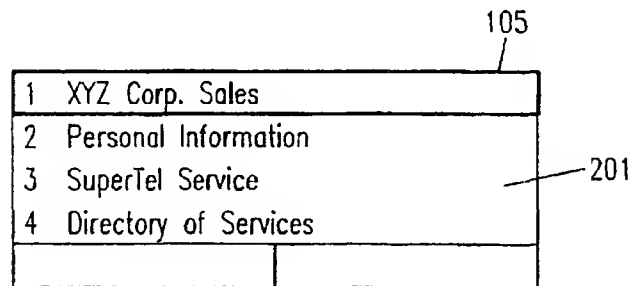 105
1 XYZ Corp. Sales
2 Personal Information
3 SuperTel Service
201
4 Directory of Services